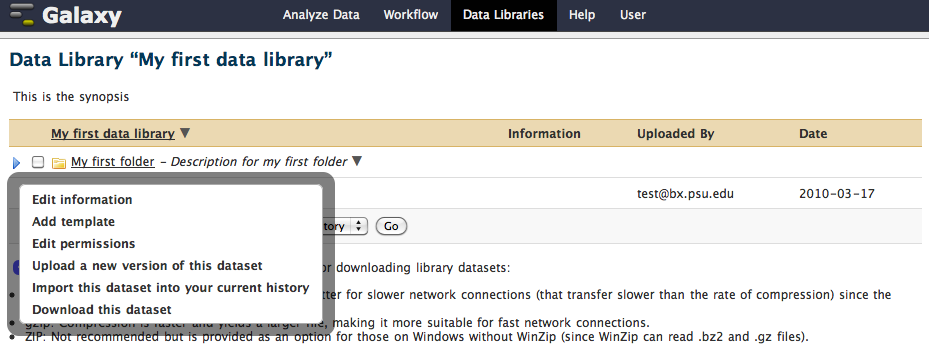 Galaxy Analyze Data Workflow Data Libraries Help User
Data Library “My first data library”
This is the synopsis
My first data library ▼ Information Uploaded By Date
My first folder – Description for my first folder ▼
test@bx.psu.edu 2010-03-17
Edit information
Add template
tory Go
Edit permissions
Upload a new version of this dataset
or downloading library datasets:
Import this dataset into your current history
tter for slower network connections (that transfer slower than the rate of compression) since the
Download this dataset
gzip: Compression is faster and yields a larger file, making it more suitable for fast network connections.
• ZIP: Not recommended but is provided as an option for those on Windows without WinZip (since WinZip can read .bz2 and .gz files).